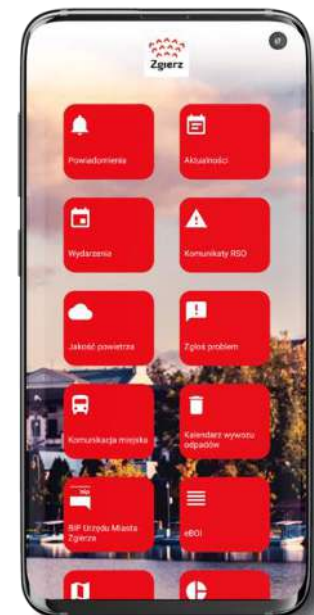 Zgierz
Powiadomienia
Aktualności
Wydarzenia
Komunikaty RSO
Jakość powietrza
Zgłoś problem
Komunikacja miejska
Kalendarz wywozu
odpadów
bip
BIP Urzędu Miasta
Zgierza
eBOI